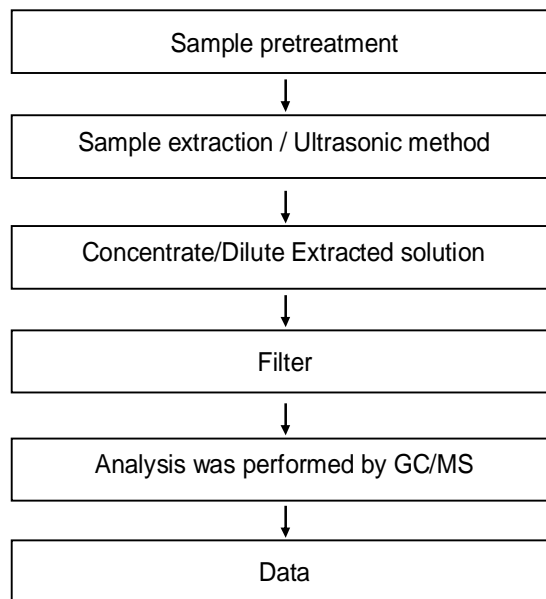 Sample pretreatment
Sample extraction / Ultrasonic method
Concentrate/Dilute Extracted solution
Filter
Analysis was performed by GC/MS
Data